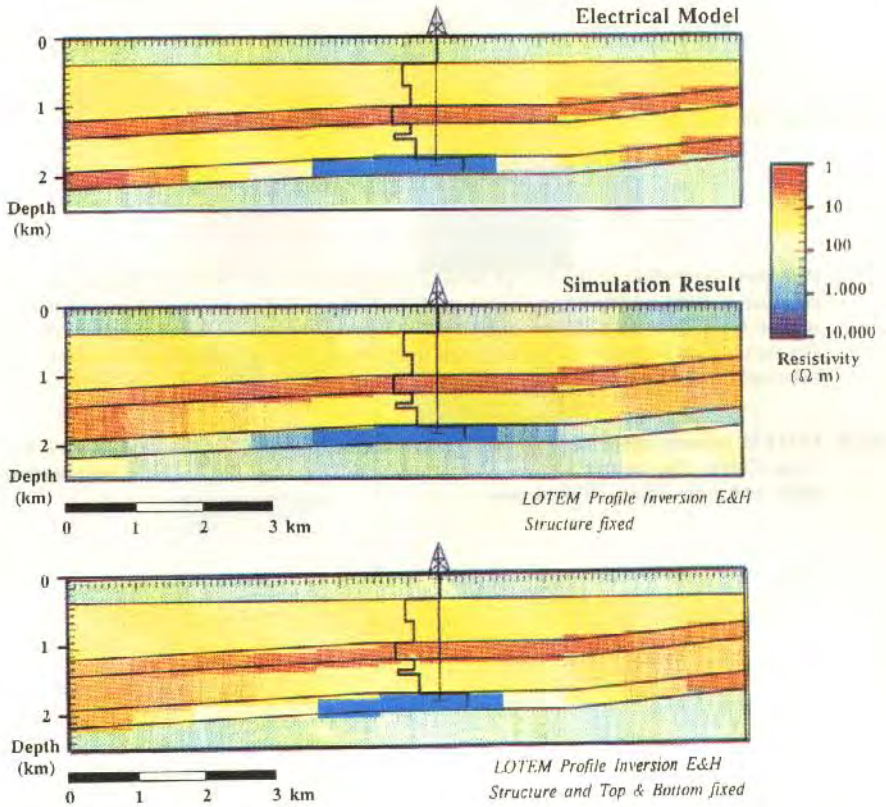 Electrical Model
0
1
2
Depth
(km)
1
10
100
1.000
10,000
Resistivity
(Ω m)
Simulation Result
0
1
2
Depth
(km)
0 1 2 3 km
LOTEM Profile Inversion E&H
Structure fixed
0
1
2
Depth
(km)
0 1 2 3 km
LOTEM Profile Inversion E&H
Structure and Top & Bottom fixed